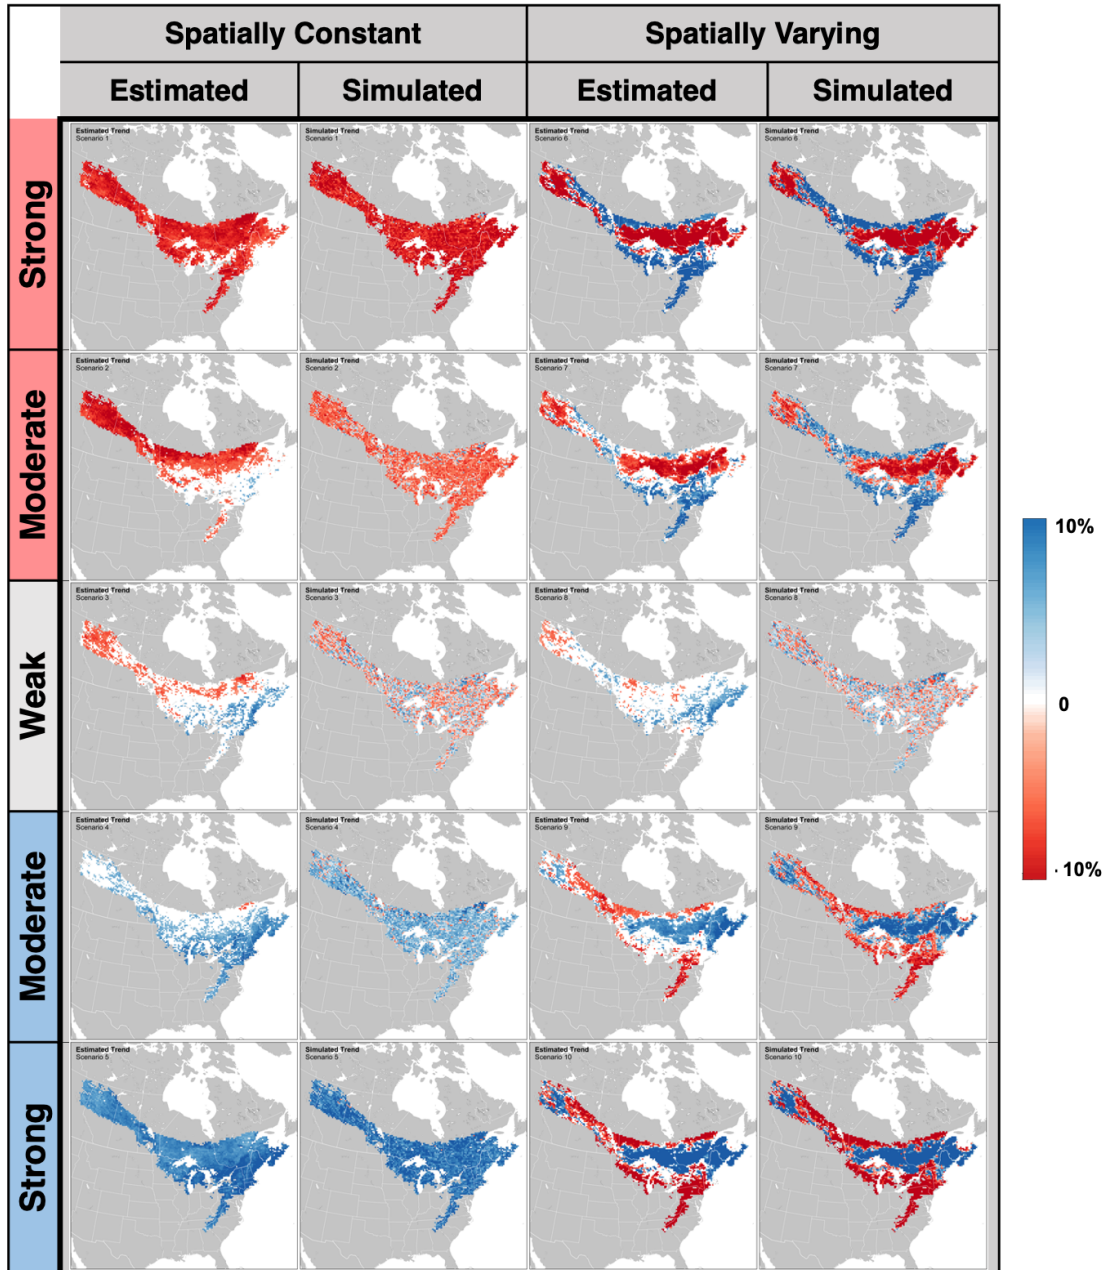 Spatially Constant Spatially Varying
Estimated Simulated Estimated Simulated
Strong
Estimated Trend
Scenario 1
Simulated Trend
Scenario 1
Estimated Trend
Scenario 6
Simulated Trend
Scenario 6
Moderate
Estimated Trend
Scenario 2
Simulated Trend
Scenario 2
Estimated Trend
Scenario 7
Simulated Trend
Scenario 7
Weak
Estimated Trend
Scenario 3
Simulated Trend
Scenario 3
Estimated Trend
Scenario 8
Simulated Trend
Scenario 8
Moderate
Estimated Trend
Scenario 4
Simulated Trend
Scenario 4
Estimated Trend
Scenario 9
Simulated Trend
Scenario 9
Strong
Estimated Trend
Scenario 5
Simulated Trend
Scenario 5
Estimated Trend
Scenario 10
Simulated Trend
Scenario 10
10%
0
- 10%